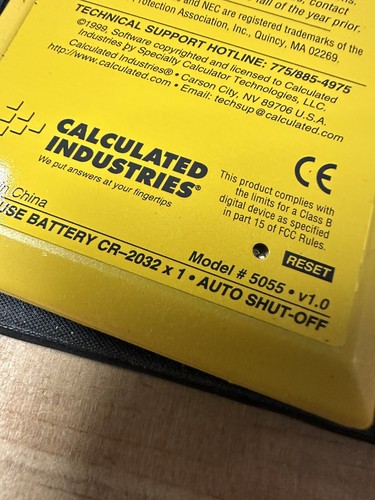 contact
hall of the year prior.
and NEC are registered trademarks of the
Protection Association, Inc., Quincy, MA 02269.
TECHNICAL SUPPORT HOTLINE: 775/885-4975
©1999, Software copyrighted and licensed to Calculated
Industries by Specialty Calculator Technologies, LLC.
Calculated Industries® • Carson City, NV 89706 U.S.A.
http://www.calculated.com • Email: techsup@calculated.com
CALCULATED
INDUSTRIES®
We put answers at your fingertips
CE
This product complies with
the limits for a Class B
digital device as specified
in part 15 of FCC Rules.
in China
RESET
Model # 5055 • v1.0
USE BATTERY CR-2032 x 1 • AUTO SHUT-OFF